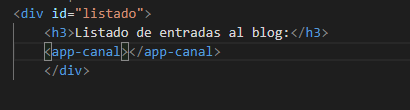 <div id="listado">
<h3>Listado de entradas al blog:</h3>
<app-canal></app-canal>
</div>